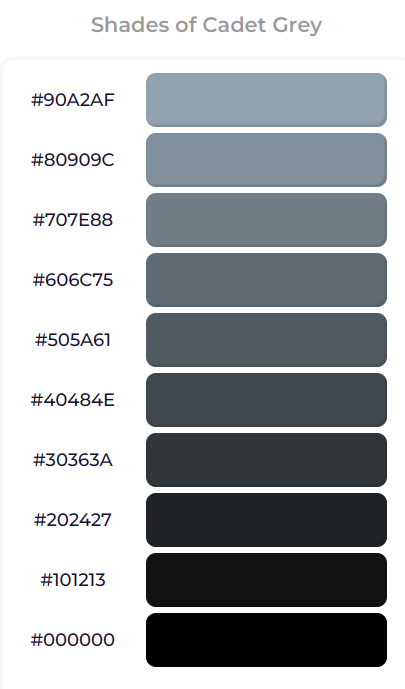 Shades of Cadet Grey
#90A2AF
#80909C
#707E88
#606C75
#505A61
#40484E
#30363A
#202427
#101213
#000000